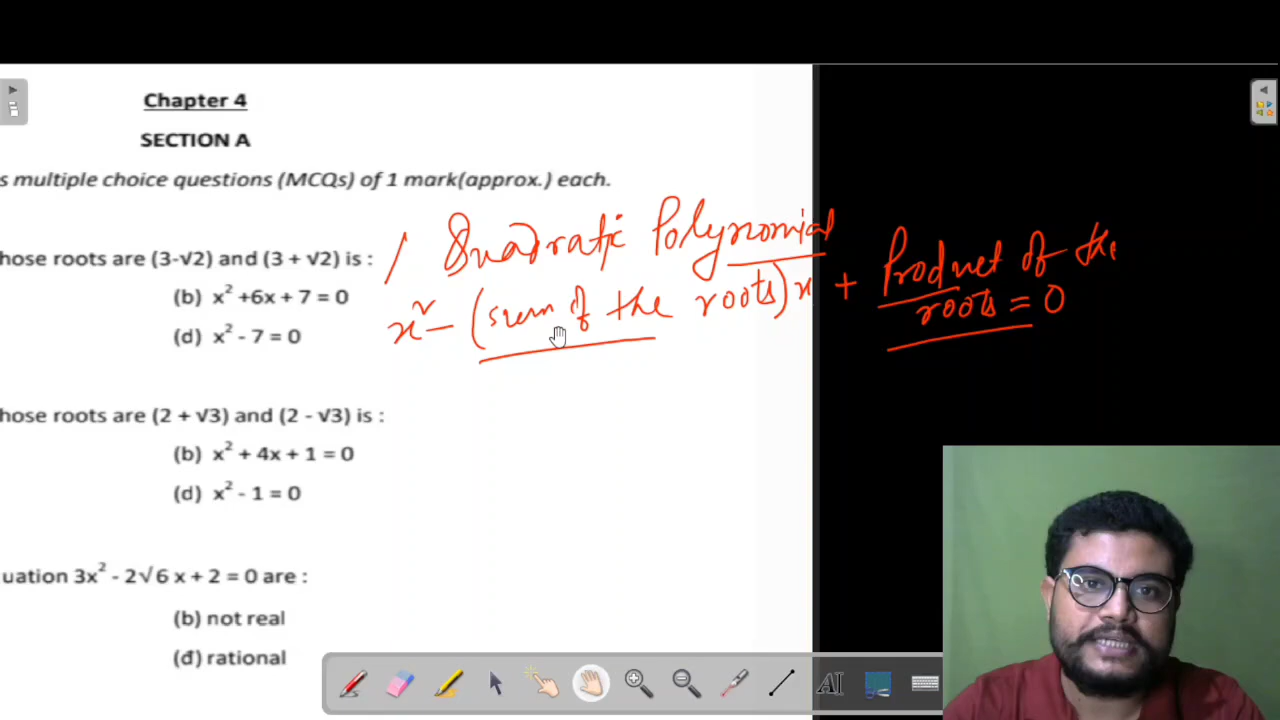 Chapter 4
SECTION A
s multiple choice questions (MCQs) of 1 mark(approx.) each.
hose roots are (3-√2) and (3 + √2) is :
(b) x² +6x + 7 = 0
(d) x² - 7 = 0
/ Quadratic Polynomial
x² - (sum of the roots) x + Product of the
roots = 0
hose roots are (2 + √3) and (2 - √3) is :
(b) x² + 4x + 1 = 0
(d) x² - 1 = 0
uation 3x² - 2√6 x + 2 = 0 are :
(b) not real
(d) rational
AI